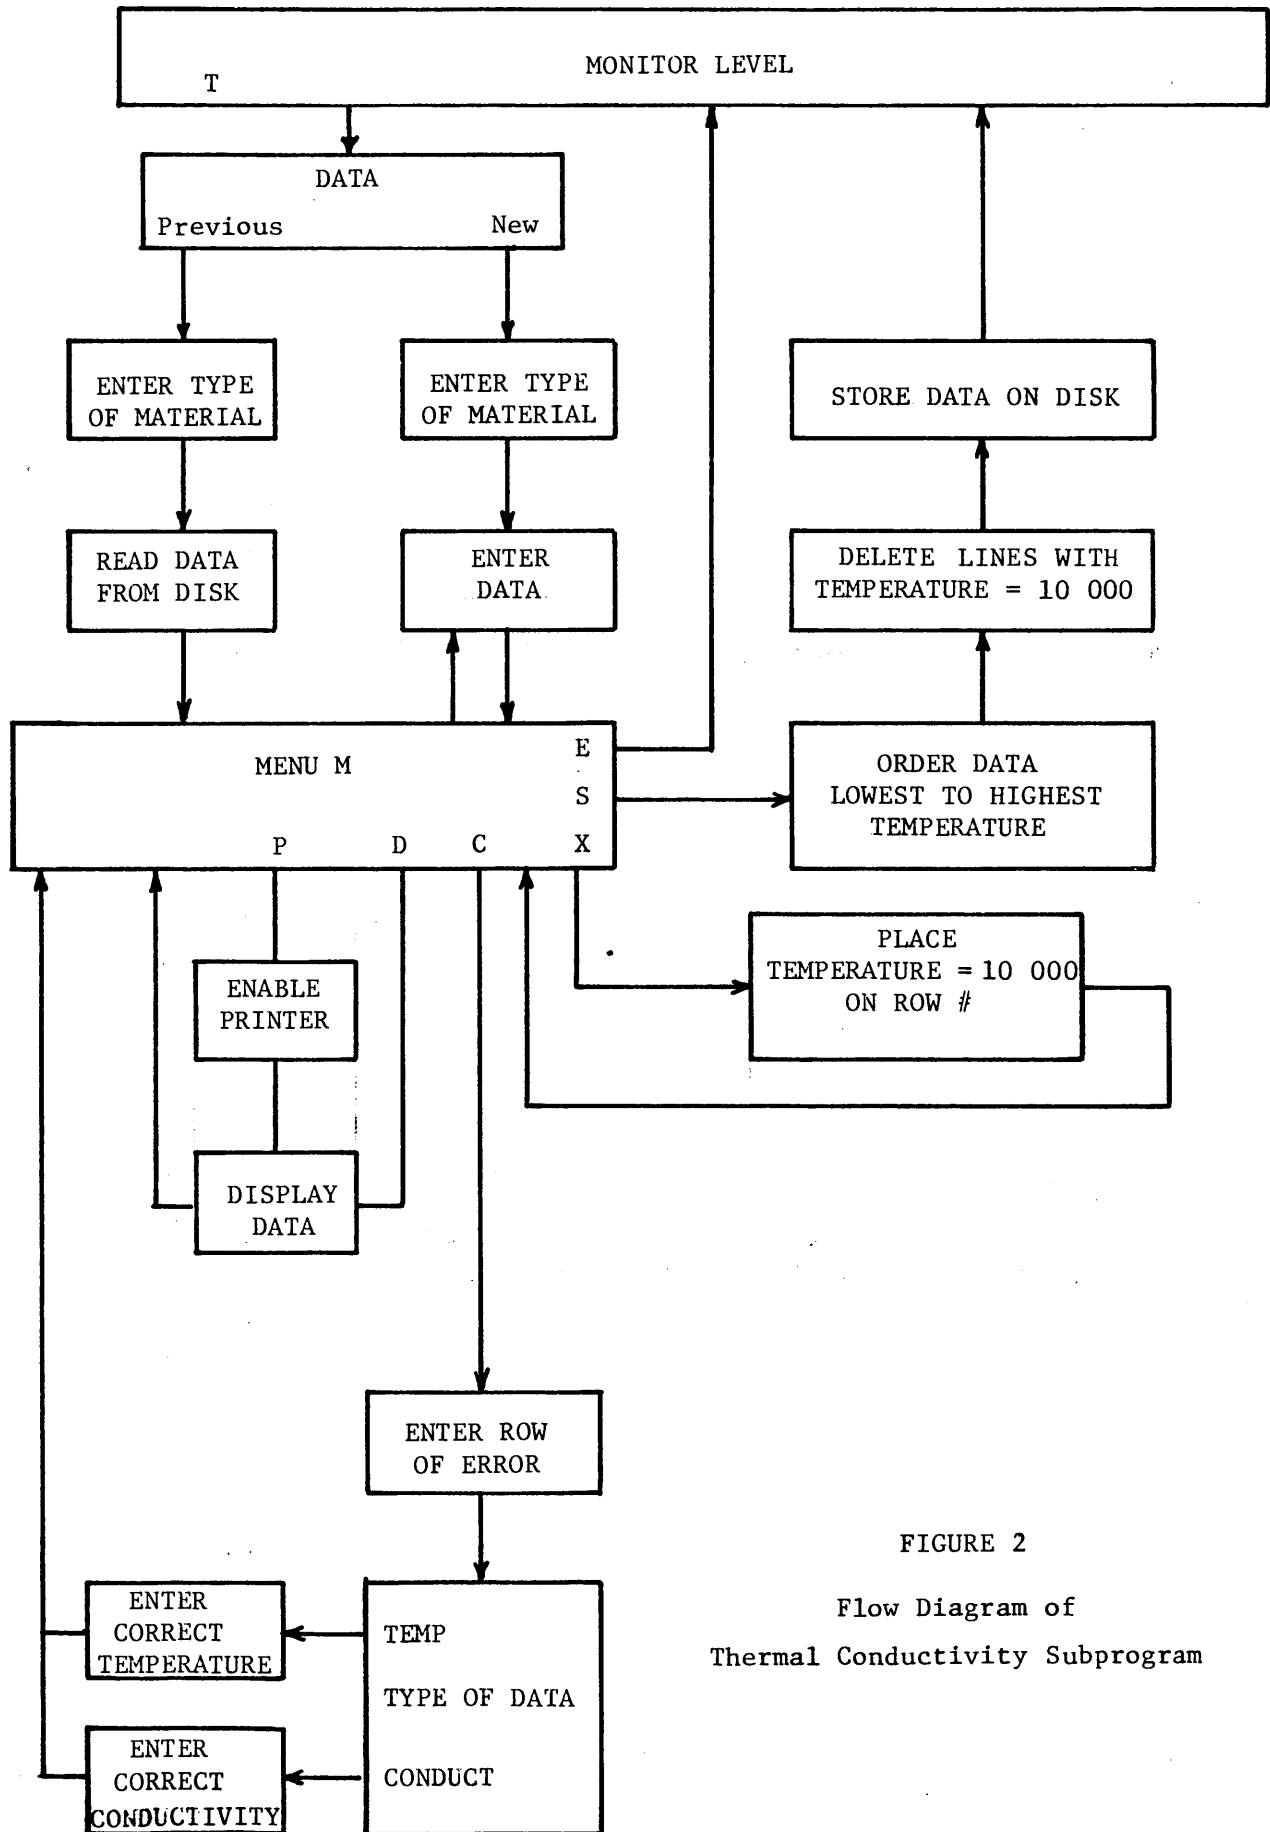 MONITOR LEVEL
T
DATA
Previous New
ENTER TYPE
OF MATERIAL
ENTER TYPE
OF MATERIAL
STORE DATA ON DISK
READ DATA
FROM DISK
ENTER
DATA
DELETE LINES WITH
TEMPERATURE = 10 000
MENU M
E
S
X
P D C
ORDER DATA
LOWEST TO HIGHEST
TEMPERATURE
PLACE
TEMPERATURE = 10 000
ON ROW #
ENABLE
PRINTER
DISPLAY
DATA
ENTER ROW
OF ERROR
ENTER
CORRECT
TEMPERATURE
TEMP
TYPE OF DATA
CONDUCT
ENTER
CORRECT
CONDUCTIVITY
FIGURE 2
Flow Diagram of
Thermal Conductivity Subprogram